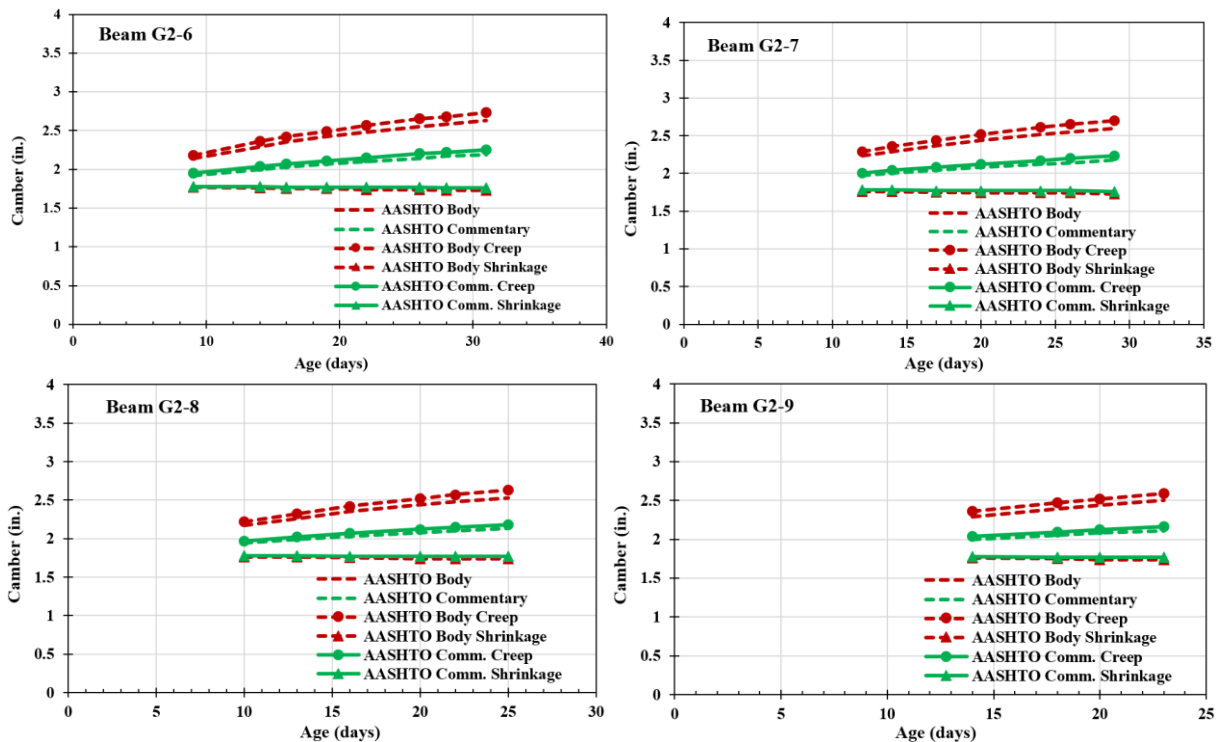 Beam G2-6
Camber (in.)
4
3.5
3
2.5
2
1.5
1
0.5
0
AASHTO Body
AASHTO Commentary
AASHTO Body Creep
AASHTO Body Shrinkage
AASHTO Comm. Creep
AASHTO Comm. Shrinkage
0 10 20 30 40
Age (days)
Beam G2-7
Camber (in.)
4
3.5
3
2.5
2
1.5
1
0.5
0
AASHTO Body
AASHTO Commentary
AASHTO Body Creep
AASHTO Body Shrinkage
AASHTO Comm. Creep
AASHTO Comm. Shrinkage
0 5 10 15 20 25 30 35
Age (days)
Beam G2-8
Camber (in.)
4
3.5
3
2.5
2
1.5
1
0.5
0
AASHTO Body
AASHTO Commentary
AASHTO Body Creep
AASHTO Body Shrinkage
AASHTO Comm. Creep
AASHTO Comm. Shrinkage
0 5 10 15 20 25 30
Age (days)
Beam G2-9
Camber (in.)
4
3.5
3
2.5
2
1.5
1
0.5
0
AASHTO Body
AASHTO Commentary
AASHTO Body Creep
AASHTO Body Shrinkage
AASHTO Comm. Creep
AASHTO Comm. Shrinkage
0 5 10 15 20 25
Age (days)